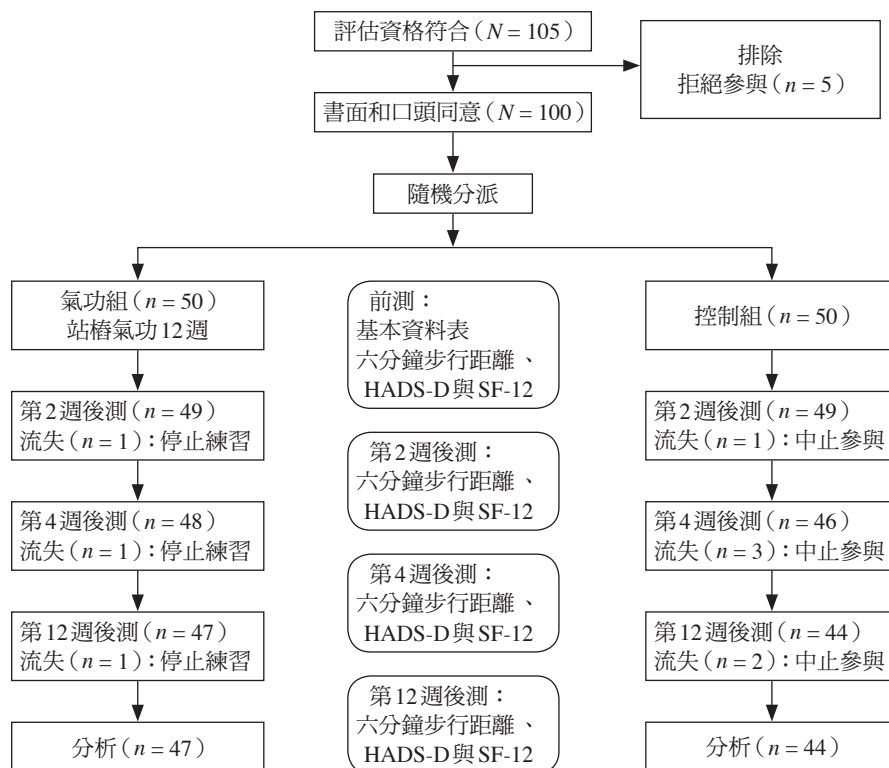 評估資格符合(N = 105)
排除
拒絕參與(n = 5)
書面和口頭同意(N = 100)
隨機分派
氣功組(n = 50)
站樁氣功12週
前測：
基本資料表
六分鐘步行距離、
HADS-D與SF-12
控制組(n = 50)
第2週後測(n = 49)
流失(n = 1)：停止練習
第2週後測：
六分鐘步行距離、
HADS-D與SF-12
第2週後測(n = 49)
流失(n = 1)：中止參與
第4週後測(n = 48)
流失(n = 1)：停止練習
第4週後測：
六分鐘步行距離、
HADS-D與SF-12
第4週後測(n = 46)
流失(n = 3)：中止參與
第12週後測(n = 47)
流失(n = 1)：停止練習
第12週後測：
六分鐘步行距離、
HADS-D與SF-12
第12週後測(n = 44)
流失(n = 2)：中止參與
分析(n = 47)
分析(n = 44)